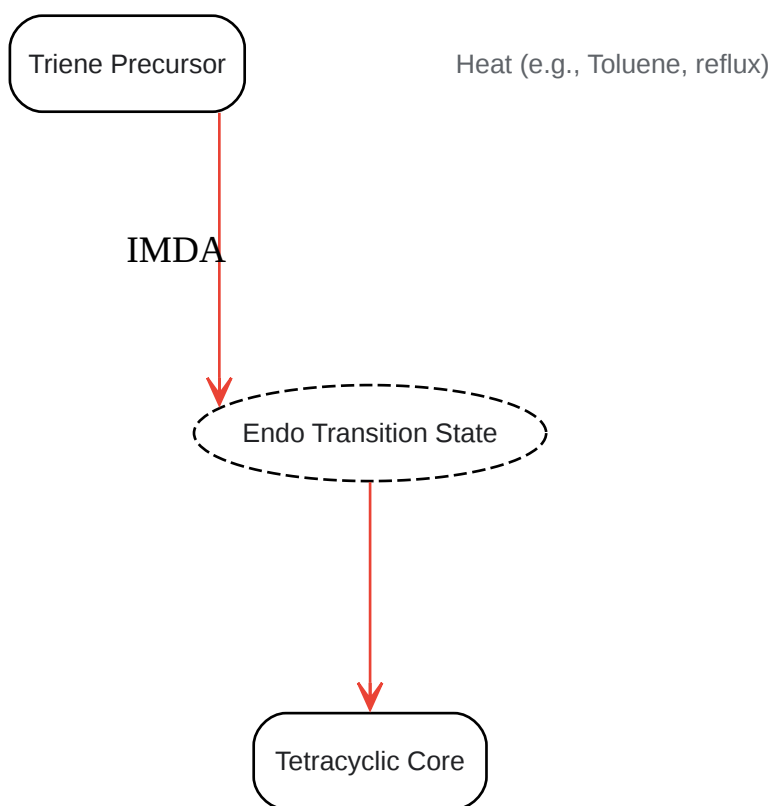 Triene Precursor
Heat (e.g., Toluene, reflux)
IMDA
Endo Transition State
Tetracyclic Core